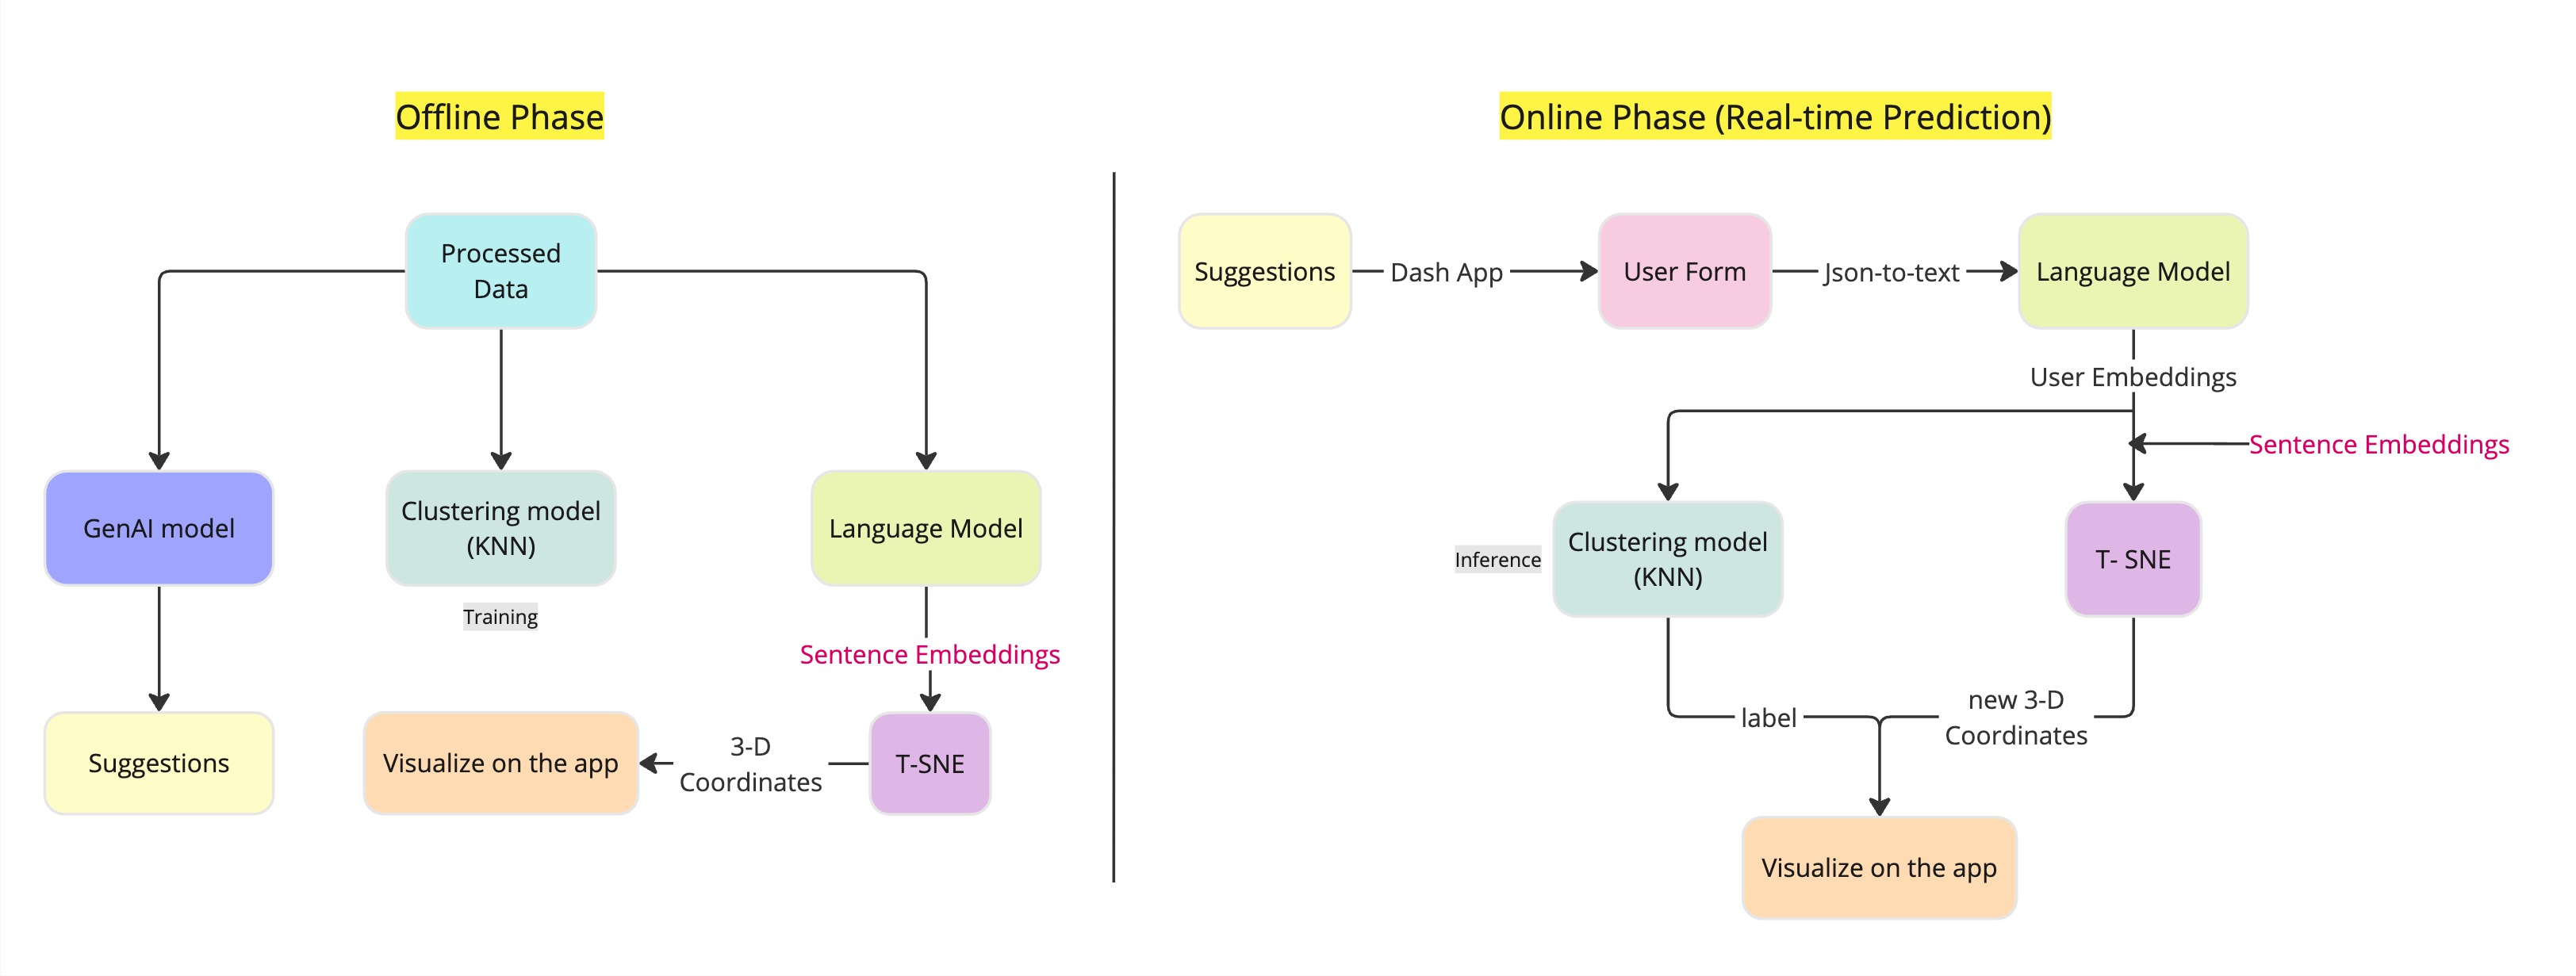 Offline Phase
Processed
Data
GenAI model
Clustering model
(KNN)
Language Model
Training
Sentence Embeddings
Suggestions
Visualize on the app
3-D
Coordinates
T-SNE
Online Phase (Real-time Prediction)
Suggestions
Dash App
User Form
Json-to-text
Language Model
User Embeddings
Sentence Embeddings
Inference
Clustering model
(KNN)
T- SNE
label
new 3-D
Coordinates
Visualize on the app